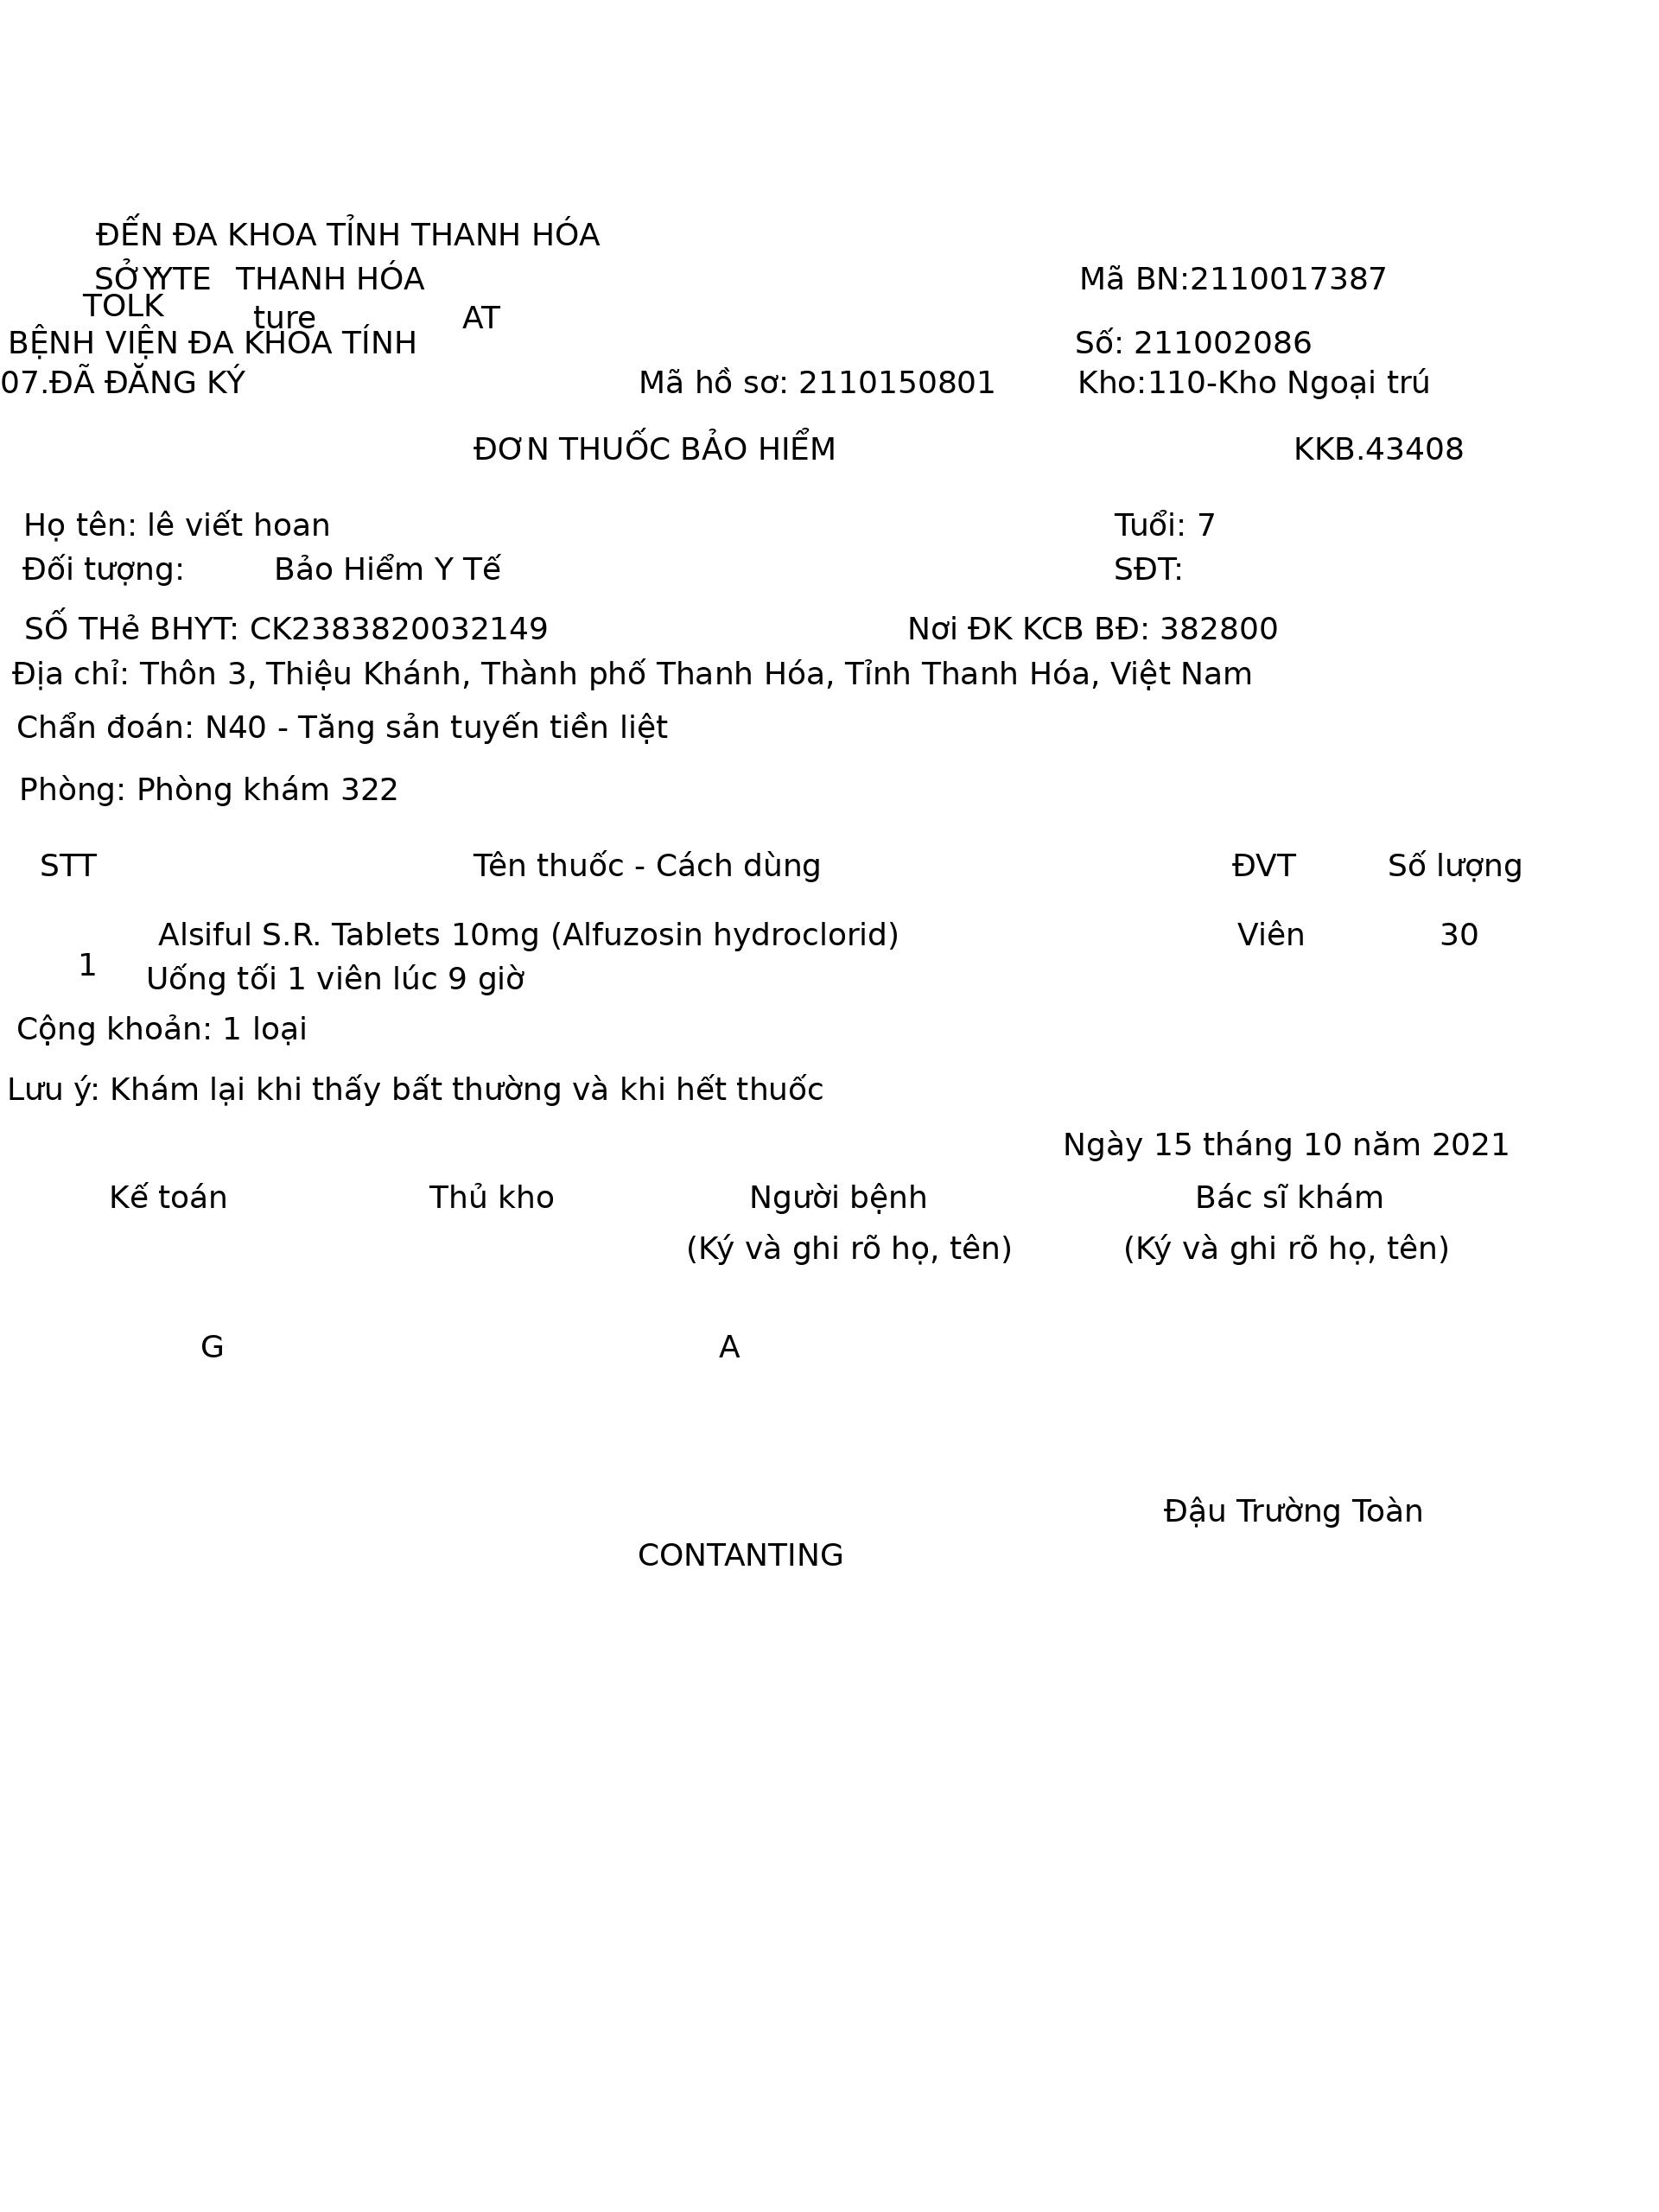 ĐẾN ĐA KHOA TỈNH THANH HÓA
SỞ YYTE THANH HÓA Mã BN:2110017387
TOLK ture AT
BỆNH VIỆN ĐA KHOA TÍNH Số: 211002086
07.ĐÃ ĐĂNG KÝ Mã hồ sơ: 2110150801 Kho:110-Kho Ngoại trú
ĐƠN THUỐC BẢO HIỂM KKB.43408
Họ tên: lê viết hoan Tuổi: 7
Đối tượng: Bảo Hiểm Y Tế SĐT:
SỐ THẻ BHYT: CK2383820032149 Nơi ĐK KCB BĐ: 382800
Địa chỉ: Thôn 3, Thiệu Khánh, Thành phố Thanh Hóa, Tỉnh Thanh Hóa, Việt Nam
Chẩn đoán: N40 - Tăng sản tuyến tiền liệt
Phòng: Phòng khám 322
STT Tên thuốc - Cách dùng ĐVT Số lượng
1 Alsiful S.R. Tablets 10mg (Alfuzosin hydroclorid) Viên 30
Uống tối 1 viên lúc 9 giờ
Cộng khoản: 1 loại
Lưu ý: Khám lại khi thấy bất thường và khi hết thuốc
Ngày 15 tháng 10 năm 2021
Kế toán Thủ kho Người bệnh Bác sĩ khám
(Ký và ghi rõ họ, tên) (Ký và ghi rõ họ, tên)
G A
Đậu Trường Toàn
CONTANTING